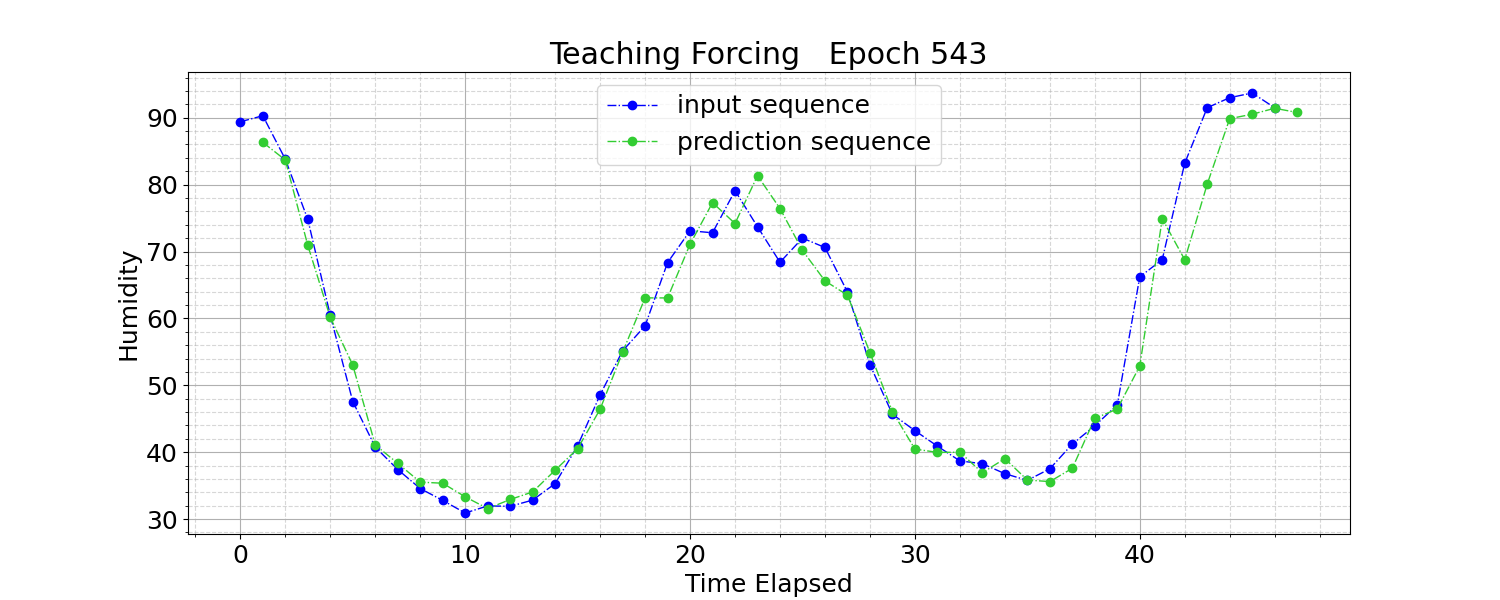 Teaching Forcing   Epoch 543
input sequence
prediction sequence
Humidity
90
80
70
60
50
40
30
0 10 20 30 40
Time Elapsed